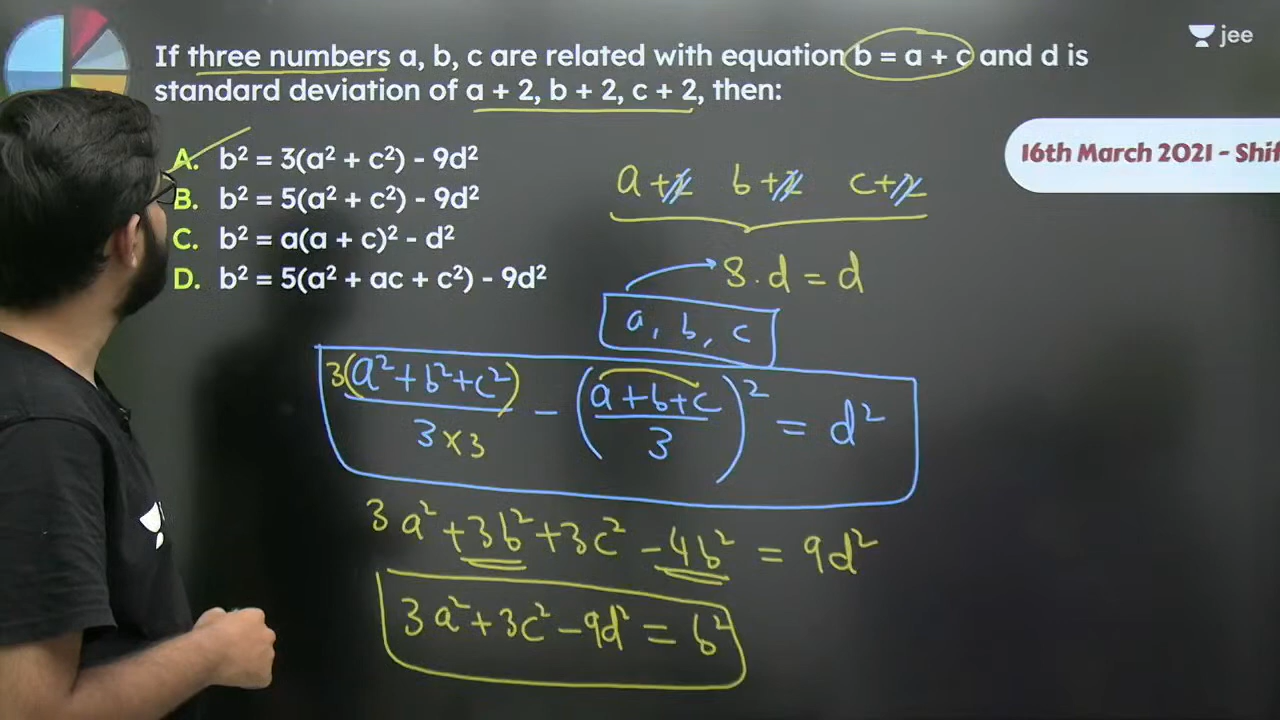 If three numbers a, b, c are related with equation b = a + c and d is
standard deviation of a + 2, b + 2, c + 2, then:
jee
A. b² = 3(a² + c²) - 9d²
B. b² = 5(a² + c²) - 9d²
C. b² = a(a + c)² - d²
D. b² = 5(a² + ac + c²) - 9d²
16th March 2021 - Shif
a + 2 b + 2 c + 2
S.d = d
a, b, c
3(a² + b² + c²) / 3 × 3 - ((a + b + c) / 3)² = d²
3a² + 3b² + 3c² - 4b² = 9d²
3a² + 3c² - 9d² = b²